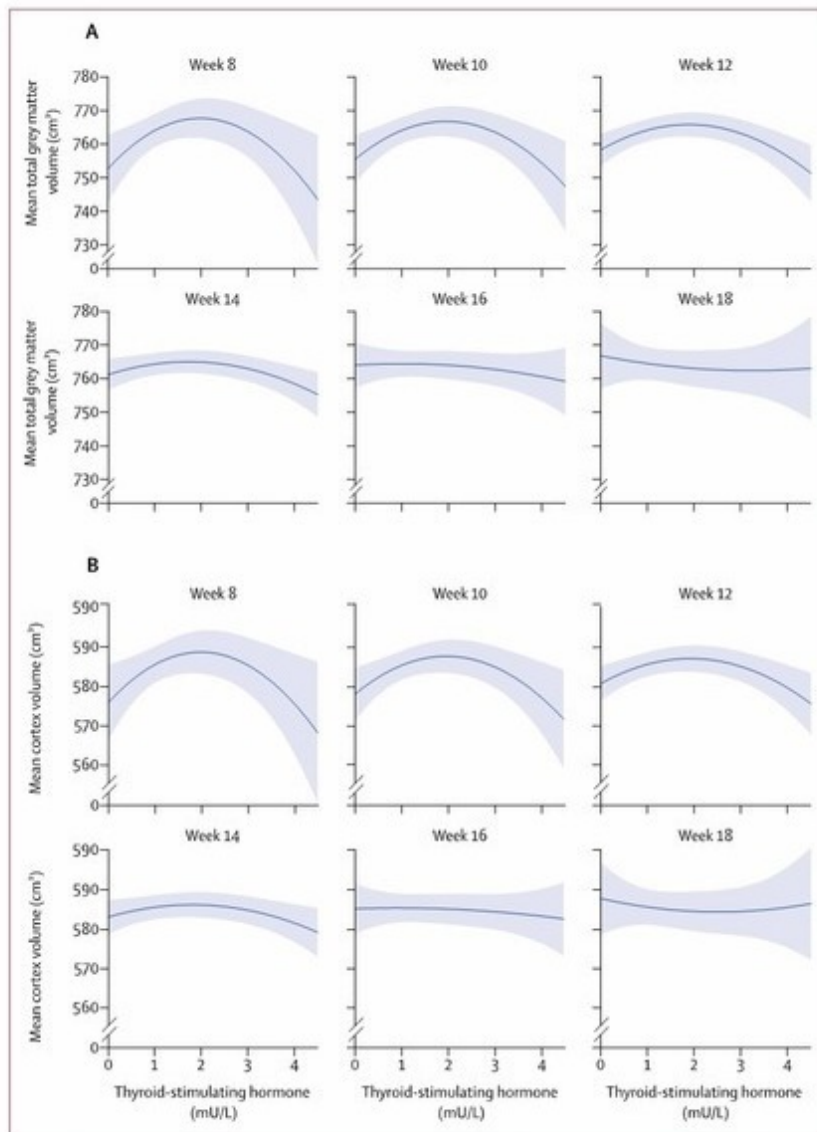 A
Week 8
Week 10
Week 12
Mean total grey matter
volume (cm³)
780
770
760
750
740
730
0
Week 14
Week 16
Week 18
Mean total grey matter
volume (cm³)
780
770
760
750
730
0
B
Week 8
Week 10
Week 12
Mean cortex volume (cm³)
590
590
580
570
560
0
Week 14
Week 16
Week 18
Mean cortex volume (cm³)
590
590
580
570
560
0
0 1 2 3 4
0 1 2 3 4
0 1 2 3 4
Thyroid-stimulating hormone
(mU/L)
Thyroid-stimulating hormone
(mU/L)
Thyroid-stimulating hormone
(mU/L)